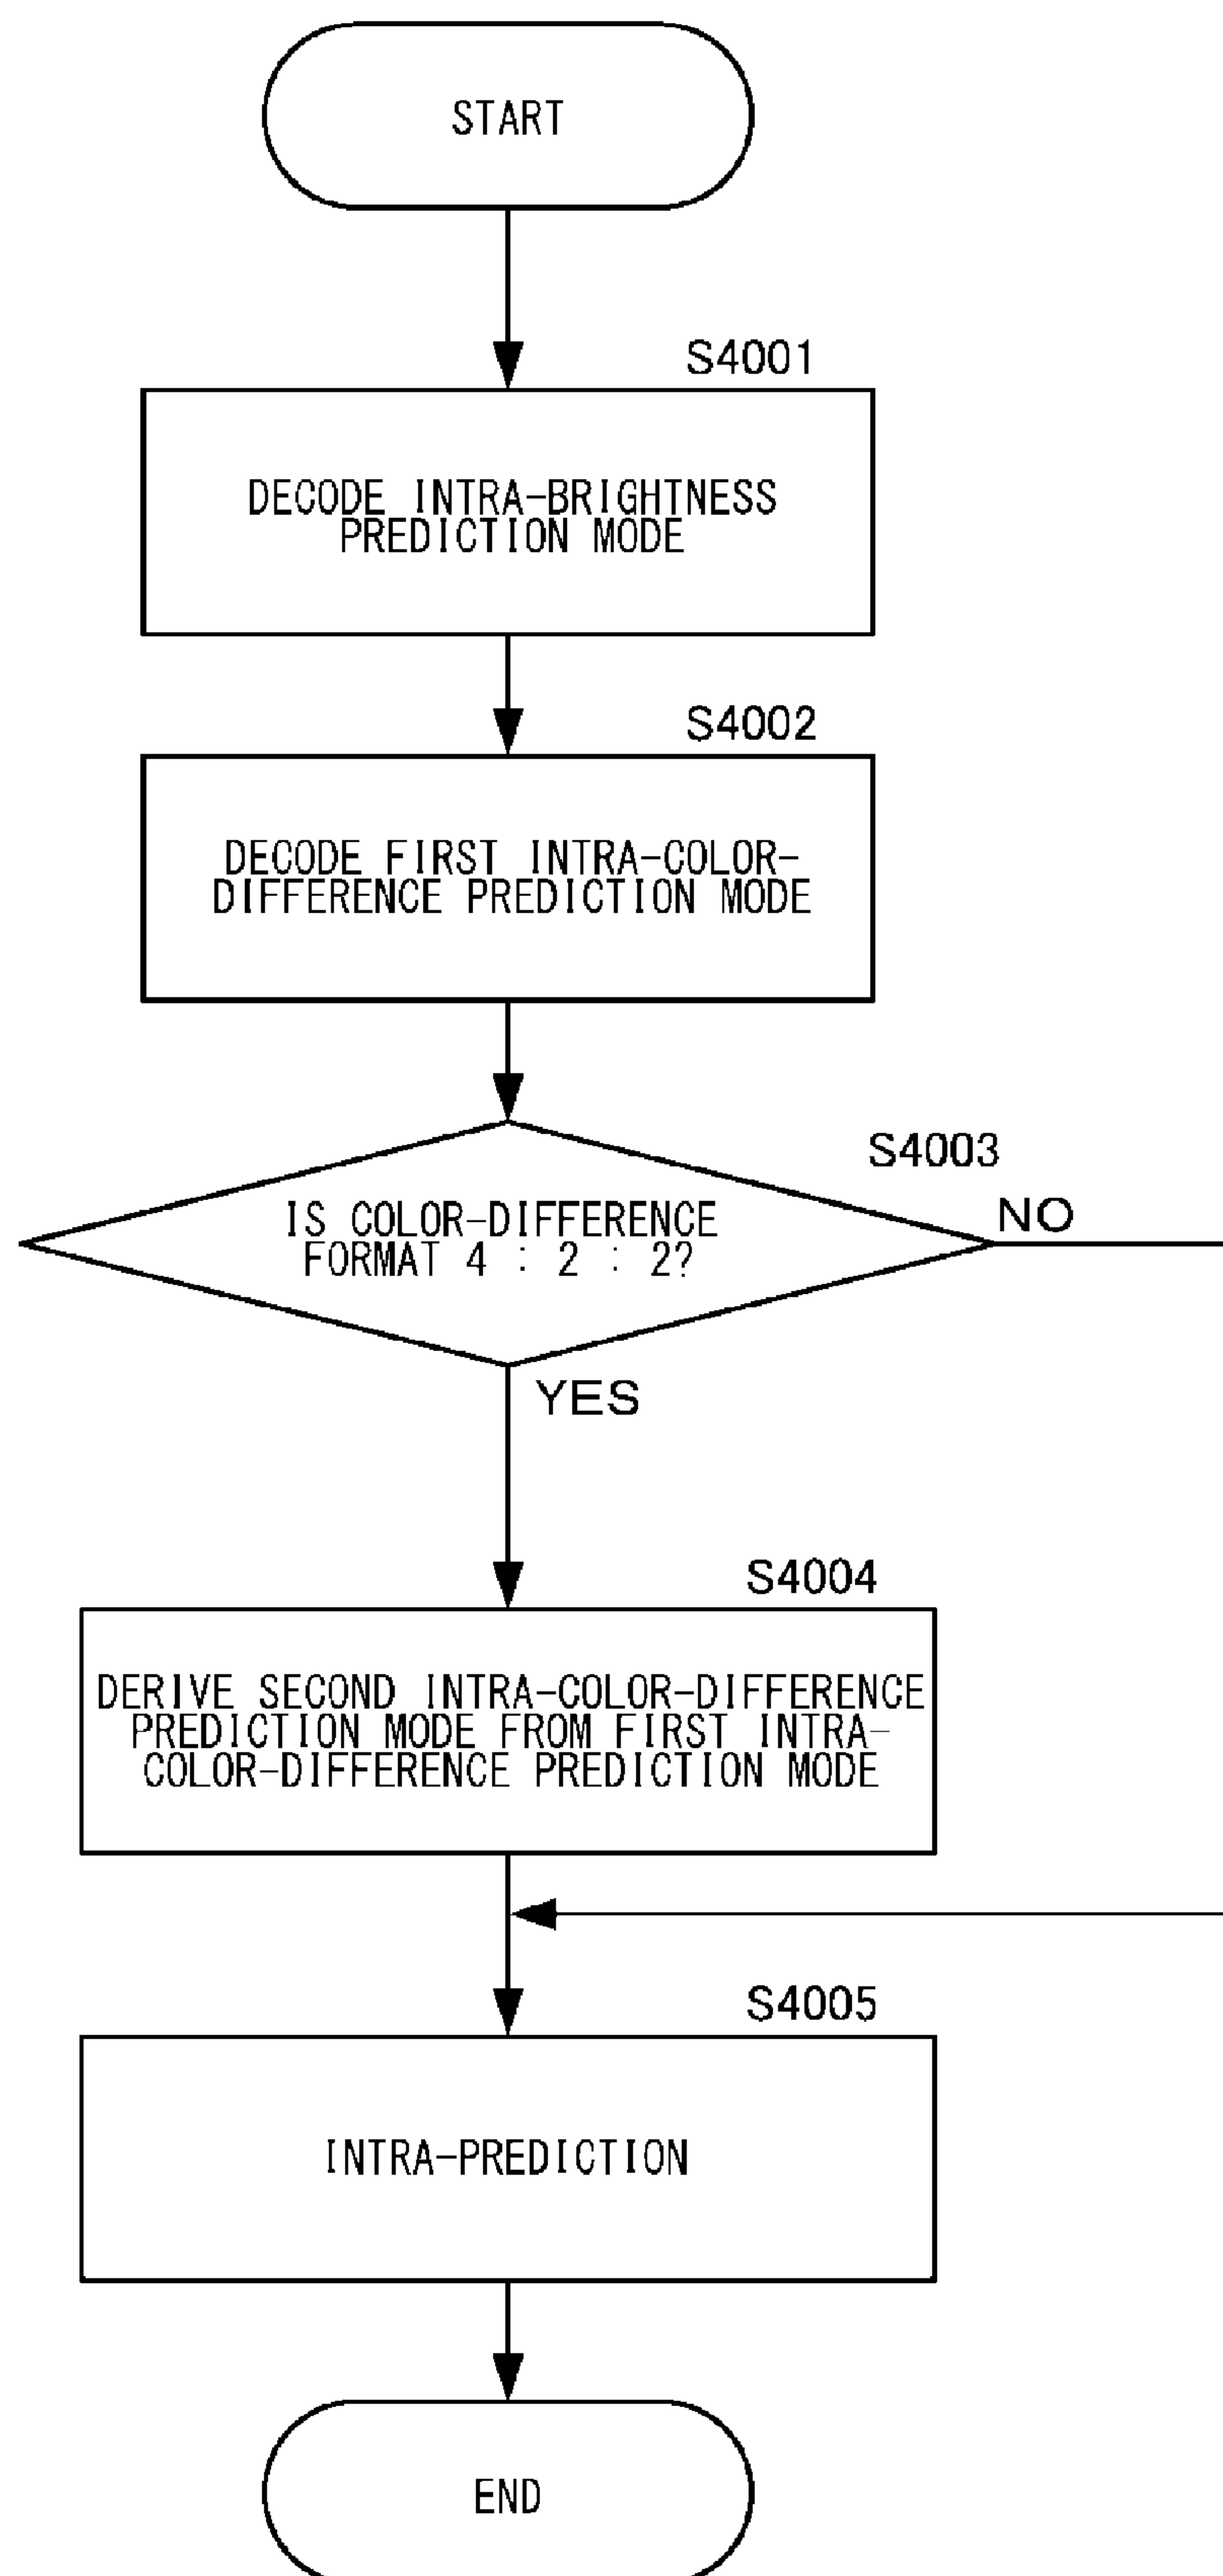 START
S4001
DECODE INTRA-BRIGHTNESS
PREDICTION MODE
S4002
DECODE FIRST INTRA-COLOR-
DIFFERENCE PREDICTION MODE
S4003
IS COLOR-DIFFERENCE
FORMAT 4 : 2 : 2?
NO
YES
S4004
DERIVE SECOND INTRA-COLOR-DIFFERENCE
PREDICTION MODE FROM FIRST INTRA-
COLOR-DIFFERENCE PREDICTION MODE
S4005
INTRA-PREDICTION
END